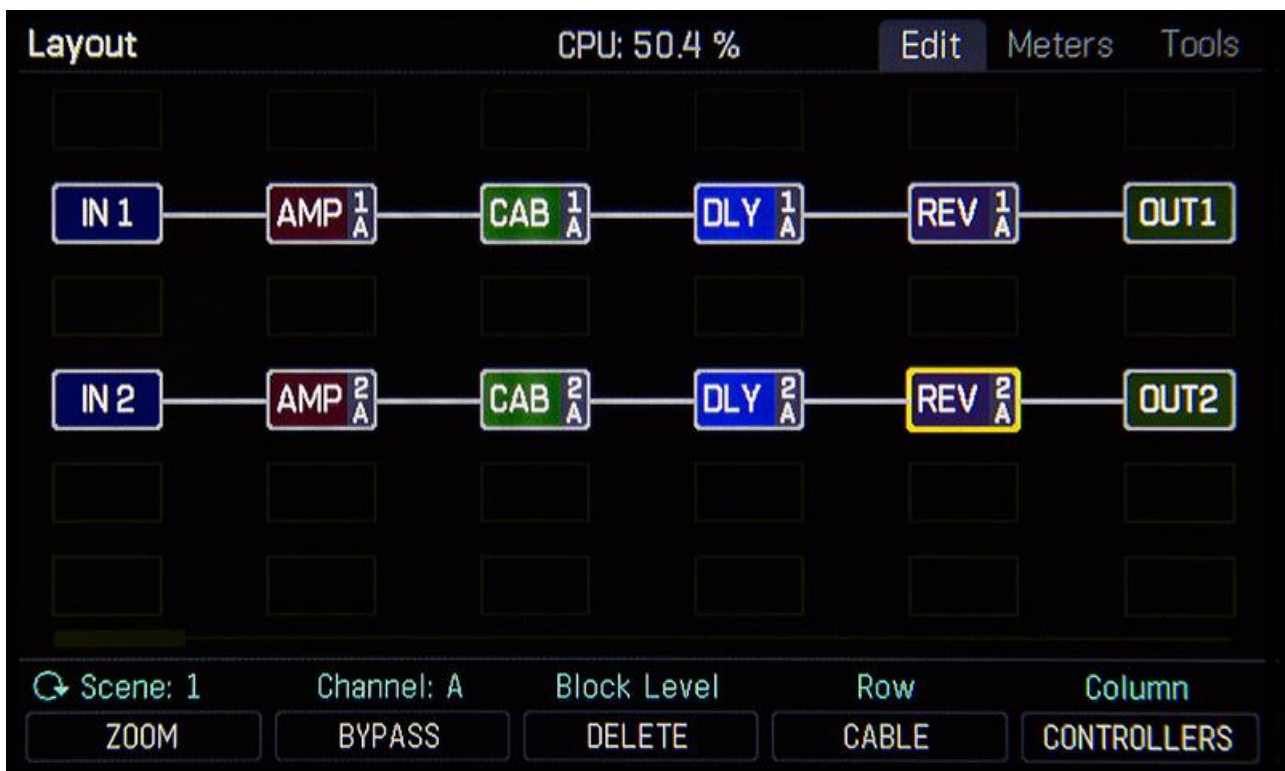 Layout CPU: 50.4 % Edit Meters Tools
IN 1 AMP 1 A CAB 1 A DLY 1 A REV 1 A OUT1
IN 2 AMP 2 A CAB 2 A DLY 2 A REV 2 A OUT2
Scene: 1 Channel: A Block Level Row Column
ZOOM BYPASS DELETE CABLE CONTROLLERS